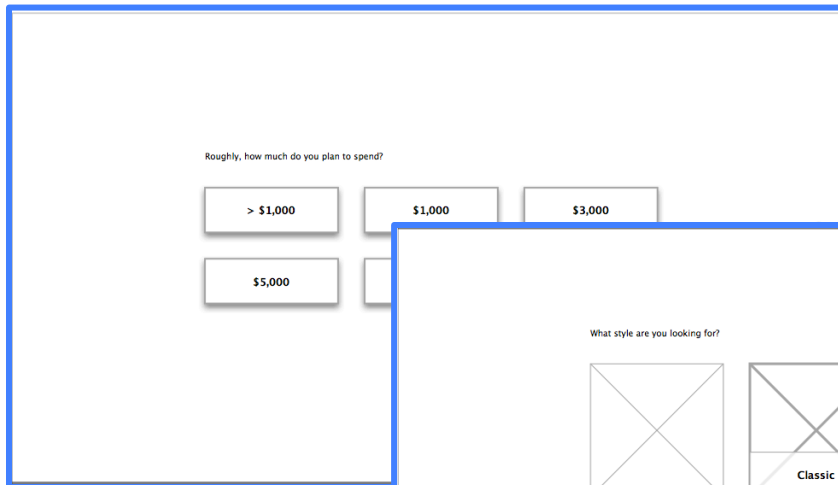 Roughly, how much do you plan to spend?
> $1,000
$1,000
$3,000
$5,000
What style are you looking for?
Classic